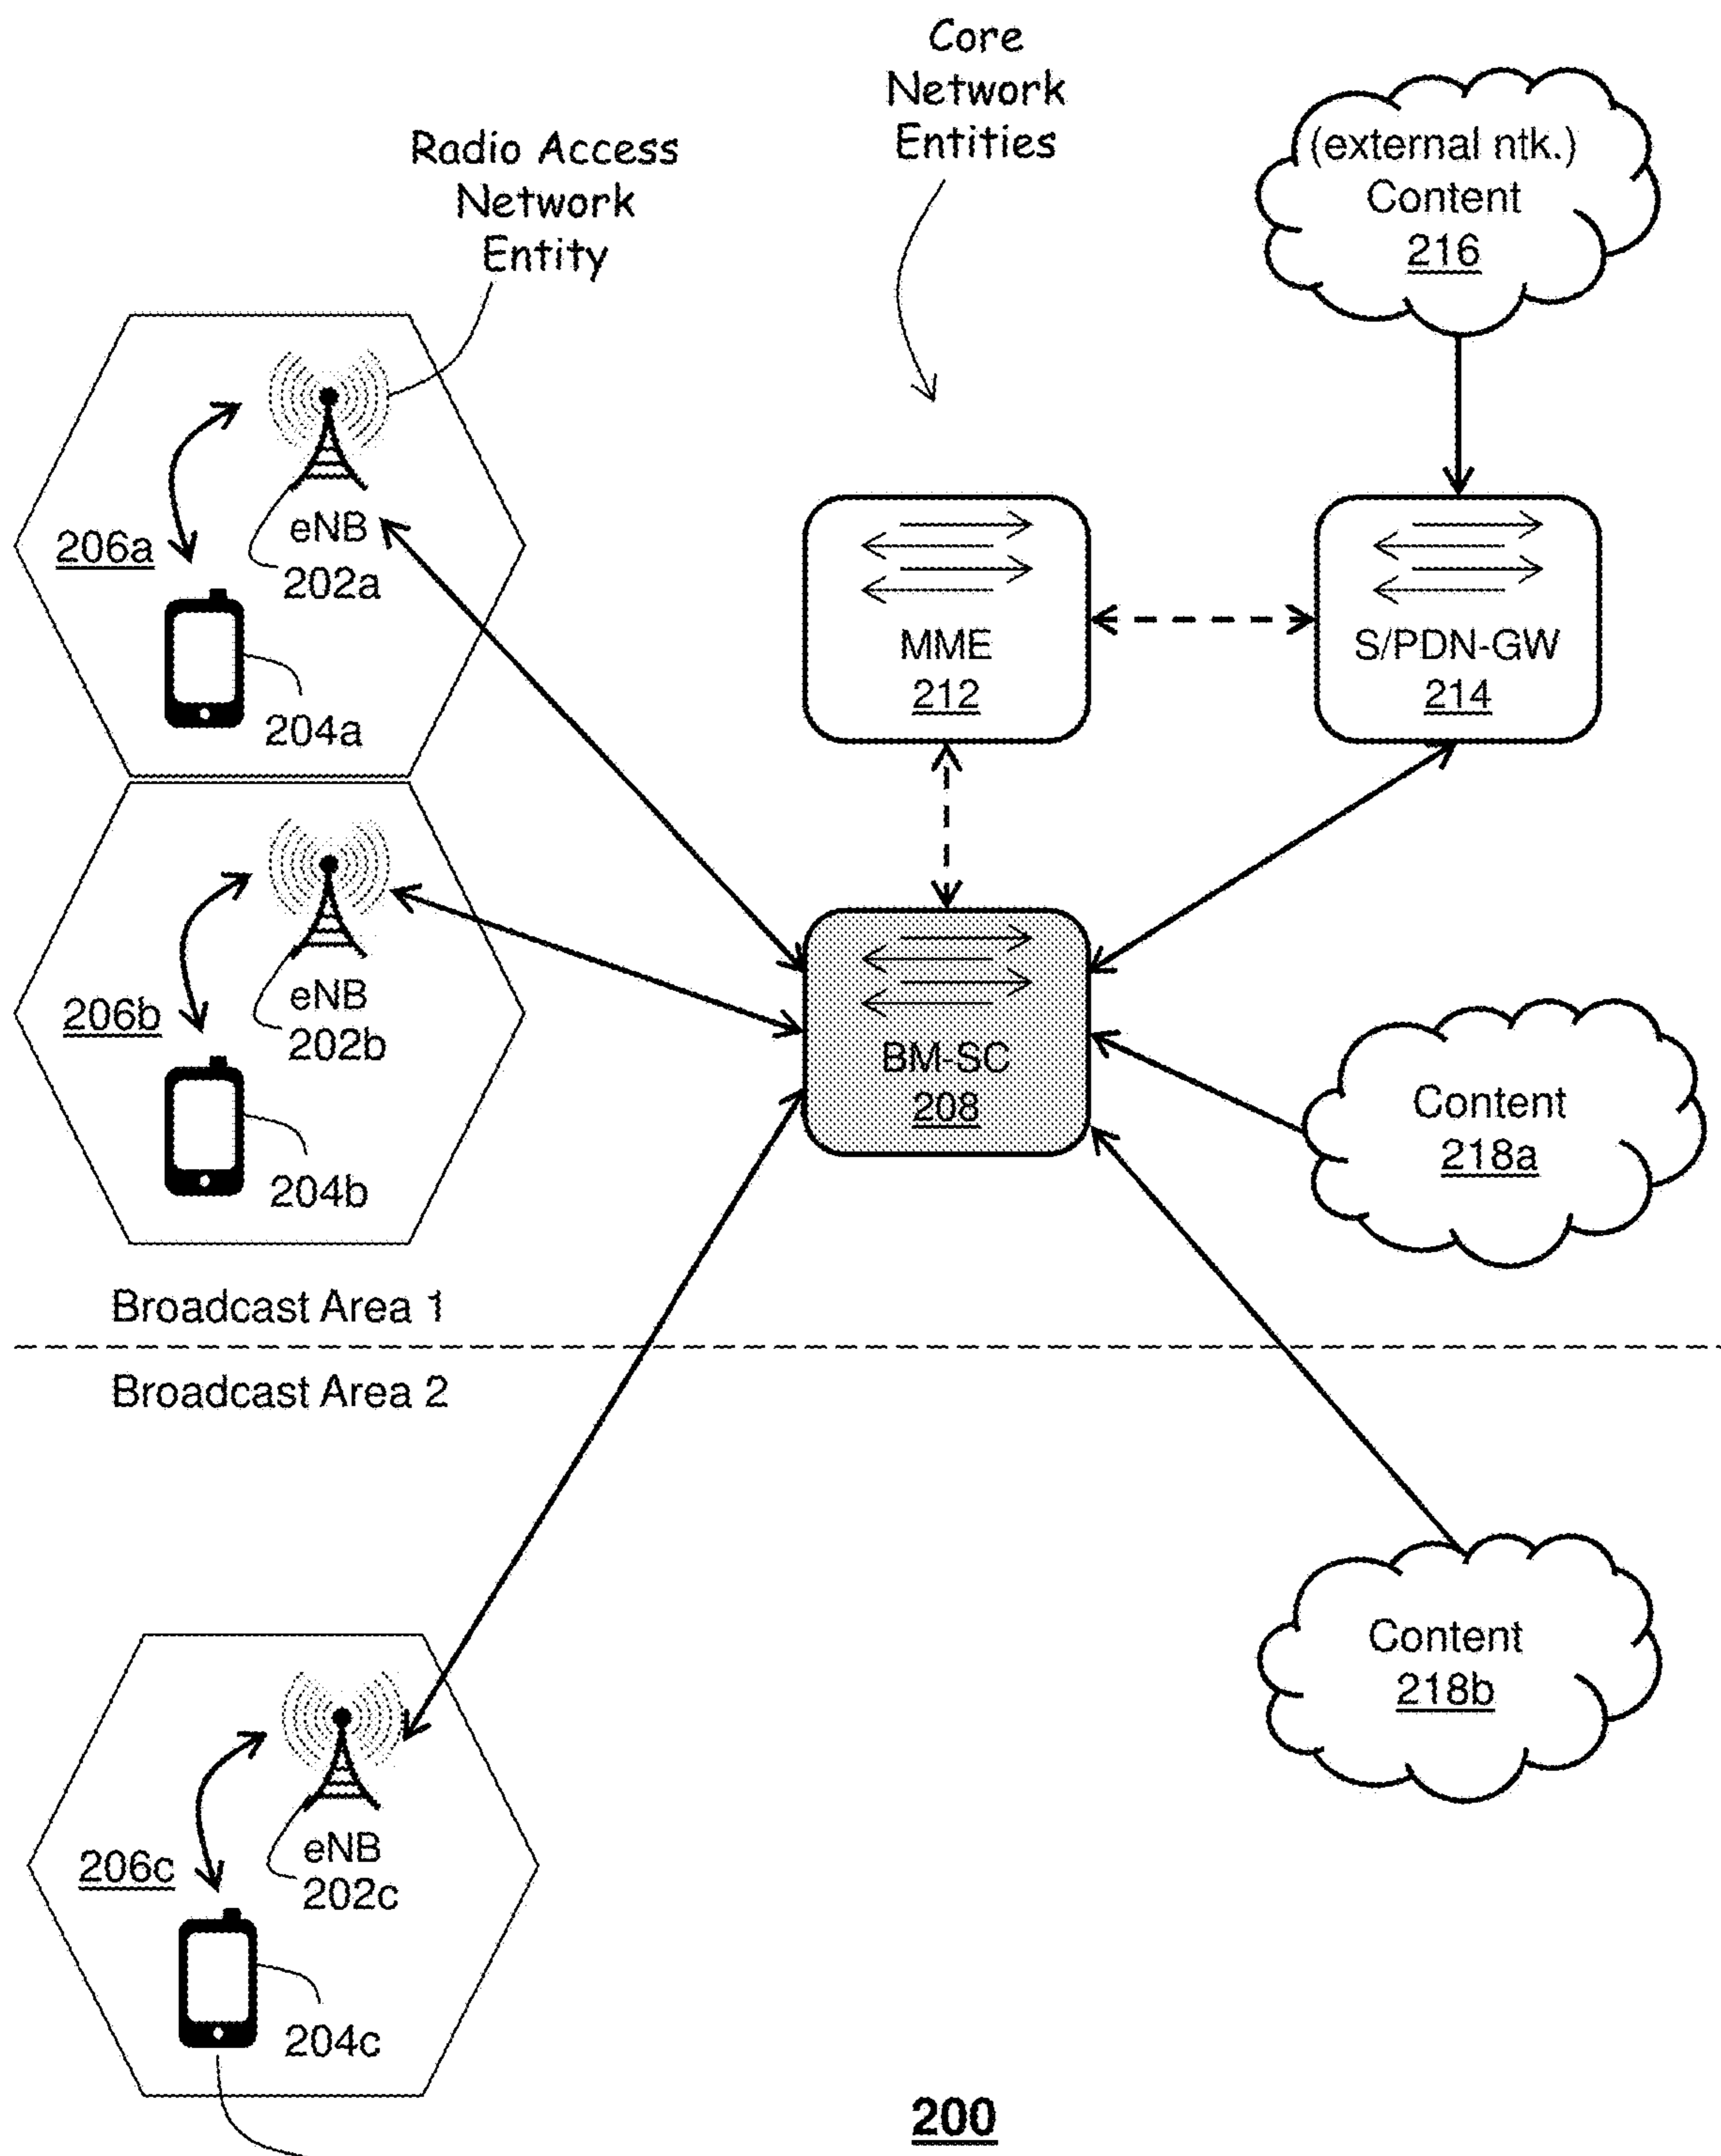 Core
Network
Entities
Radio Access
Network
Entity
(external ntk.)
Content
216
206a
eNB
202a
204a
MME
212
S/PDN-GW
214
206b
eNB
202b
204b
BM-SC
208
Content
218a
Broadcast Area 1
Broadcast Area 2
Content
218b
206c
eNB
202c
204c
200